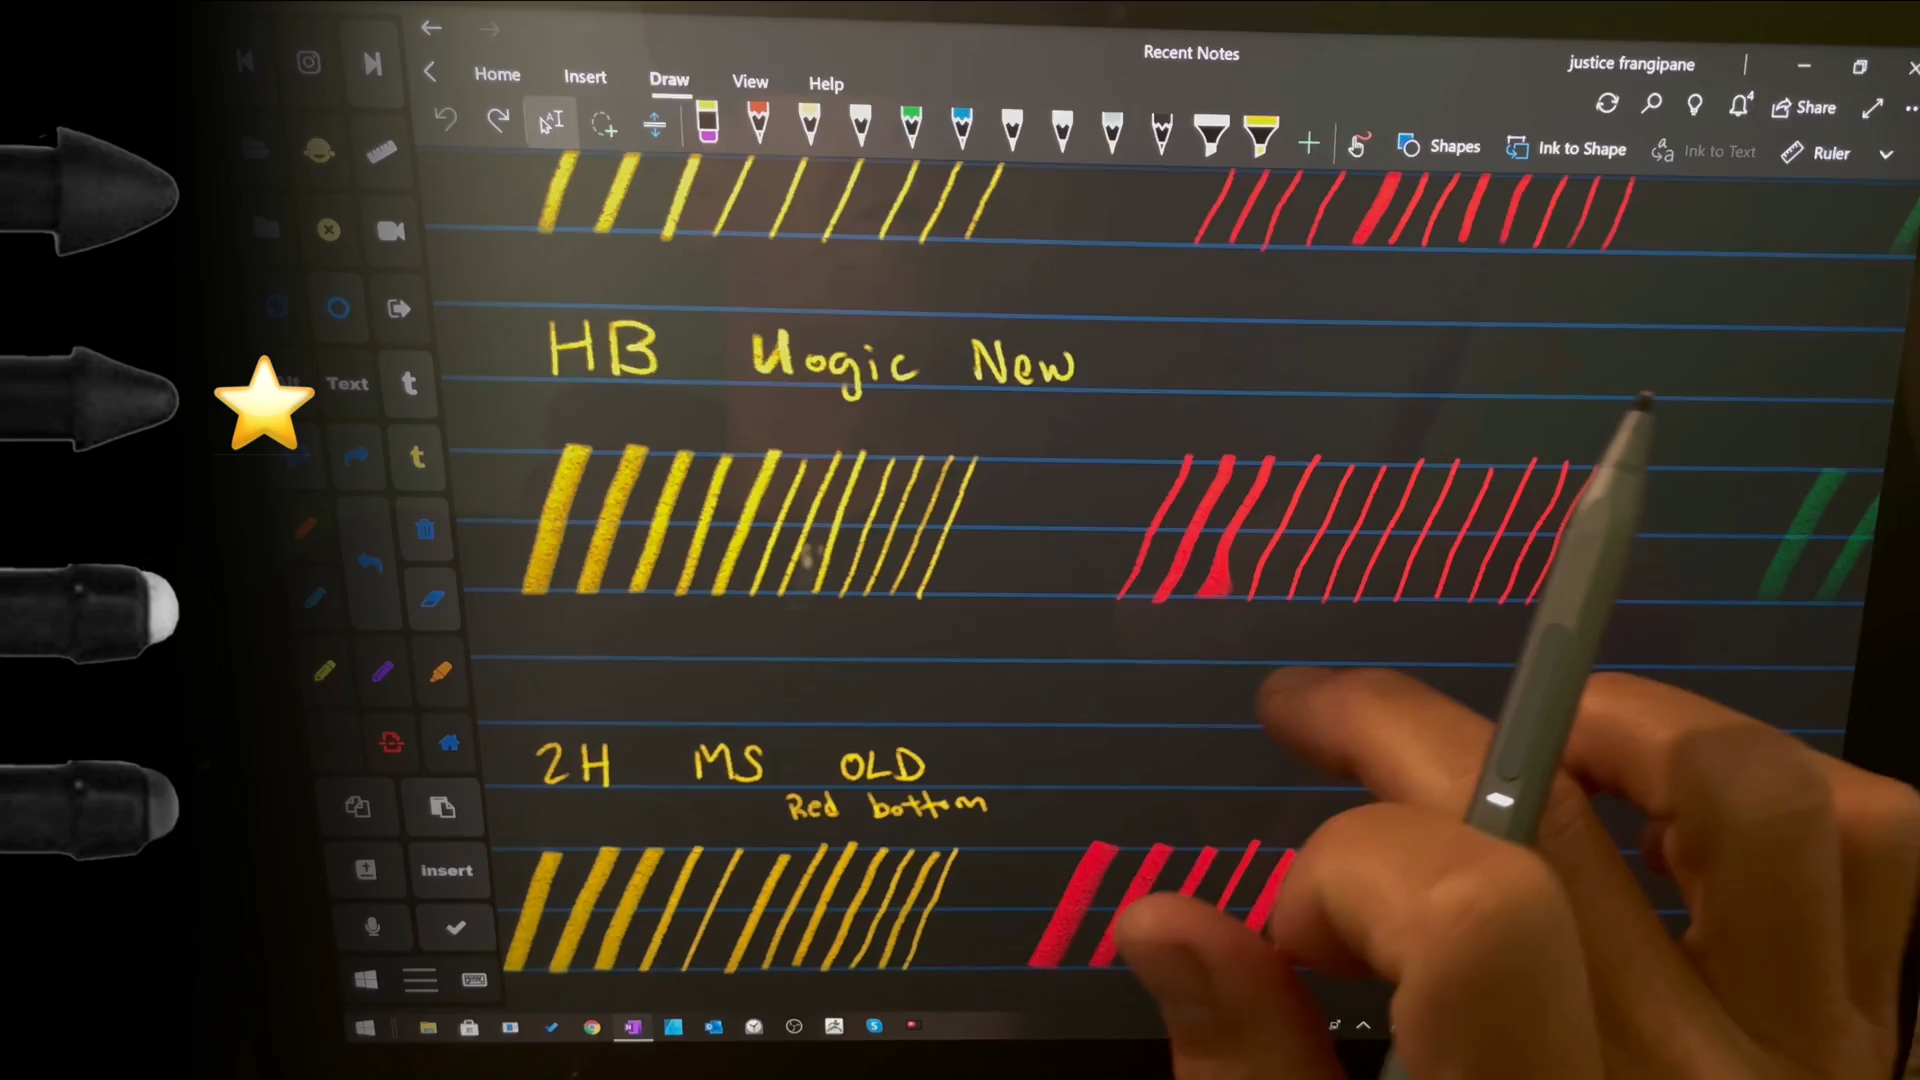 Recent Notes
justice frangipane
Home Insert Draw View Help
Share
Shapes Ink to Shape Ink to Text Ruler
HB Uogic New
Text t
t
2H MS OLD
Red bottom
Insert